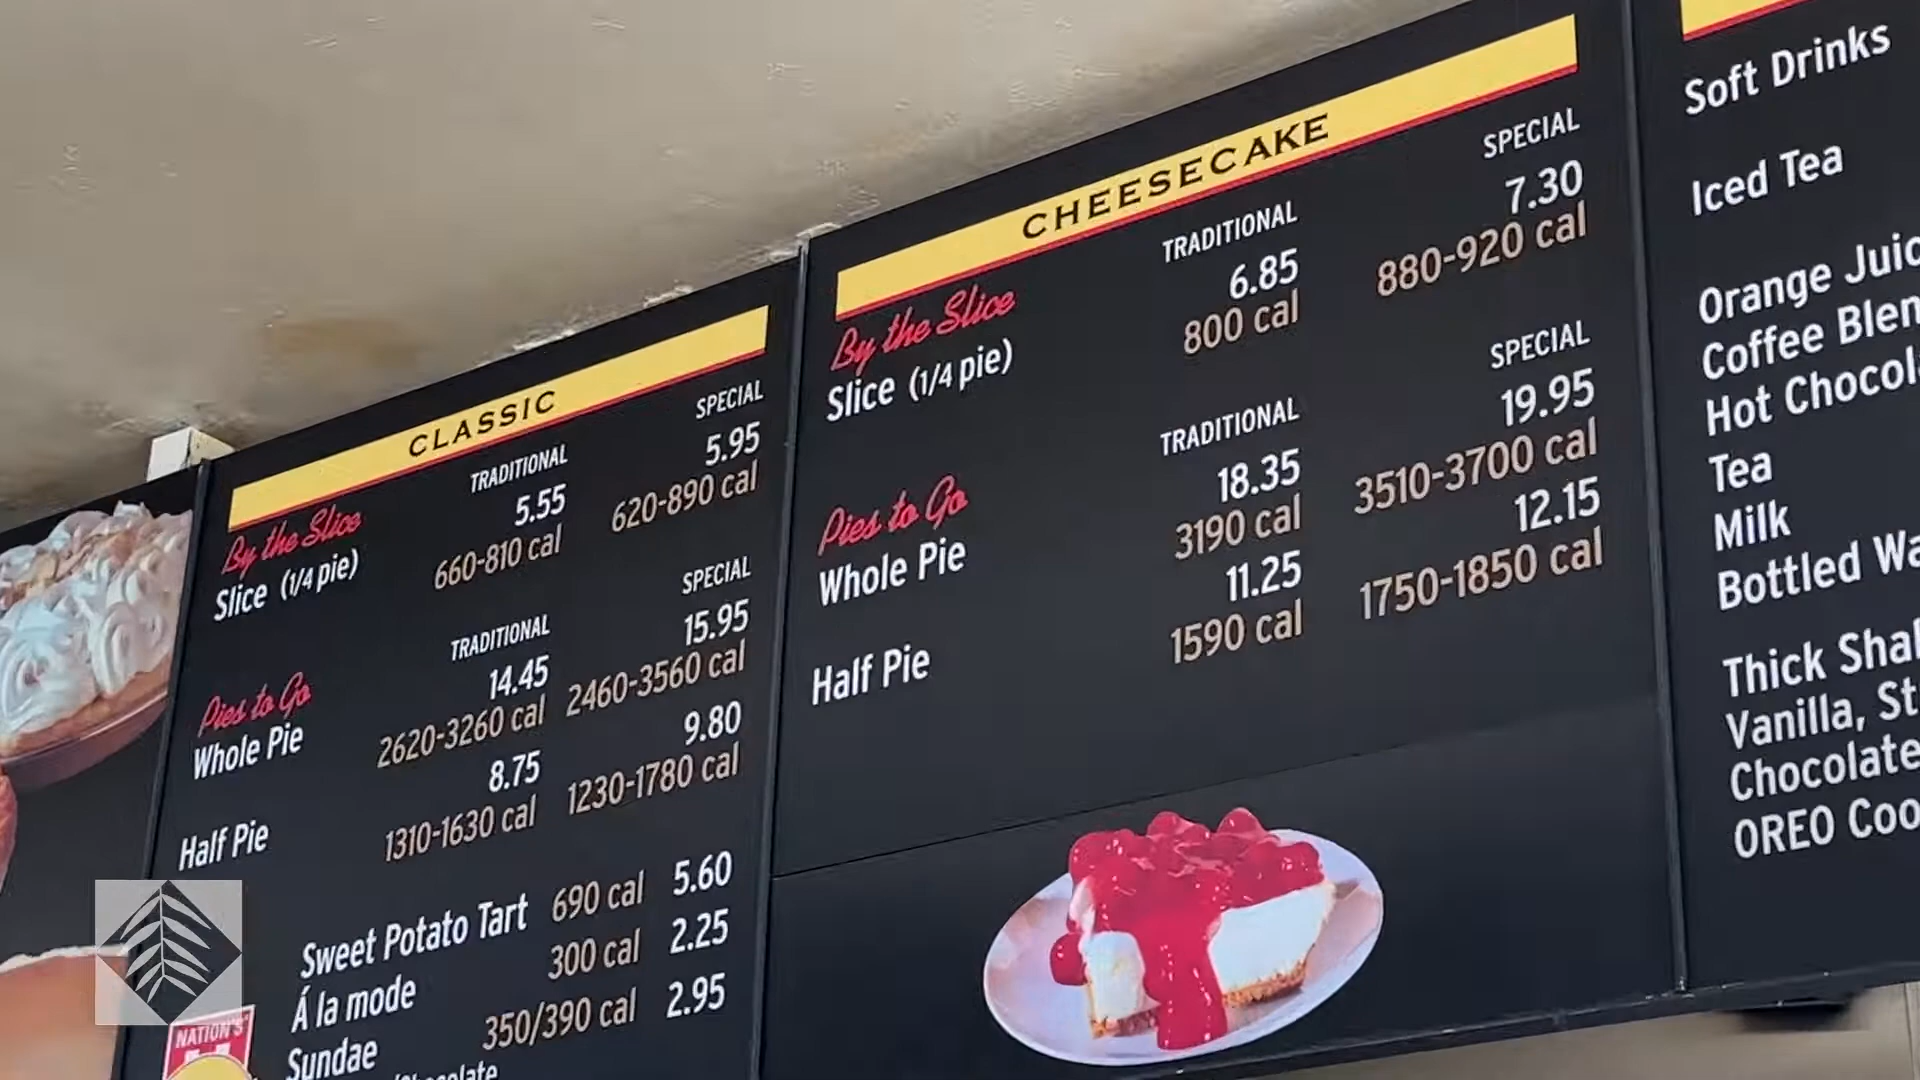 CLASSIC
TRADITIONAL SPECIAL
By the Slice 5.55 5.95
Slice (1/4 pie) 660-810 cal 620-890 cal
TRADITIONAL SPECIAL
Pies to Go 14.45 15.95
Whole Pie 2620-3260 cal 2460-3560 cal
8.75 9.80
Half Pie 1310-1630 cal 1230-1780 cal
Sweet Potato Tart 690 cal 5.60
Á la mode 300 cal 2.25
Sundae 350/390 cal 2.95
NATION'S
CHEESECAKE
TRADITIONAL SPECIAL
By the Slice 6.85 7.30
Slice (1/4 pie) 800 cal 880-920 cal
TRADITIONAL SPECIAL
Pies to Go 18.35 19.95
Whole Pie 3190 cal 3510-3700 cal
11.25 12.15
Half Pie 1590 cal 1750-1850 cal
Soft Drinks
Iced Tea
Orange Juic
Coffee Blen
Hot Chocol
Tea
Milk
Bottled Wa
Thick Sha
Vanilla, St
Chocolate
OREO Coo